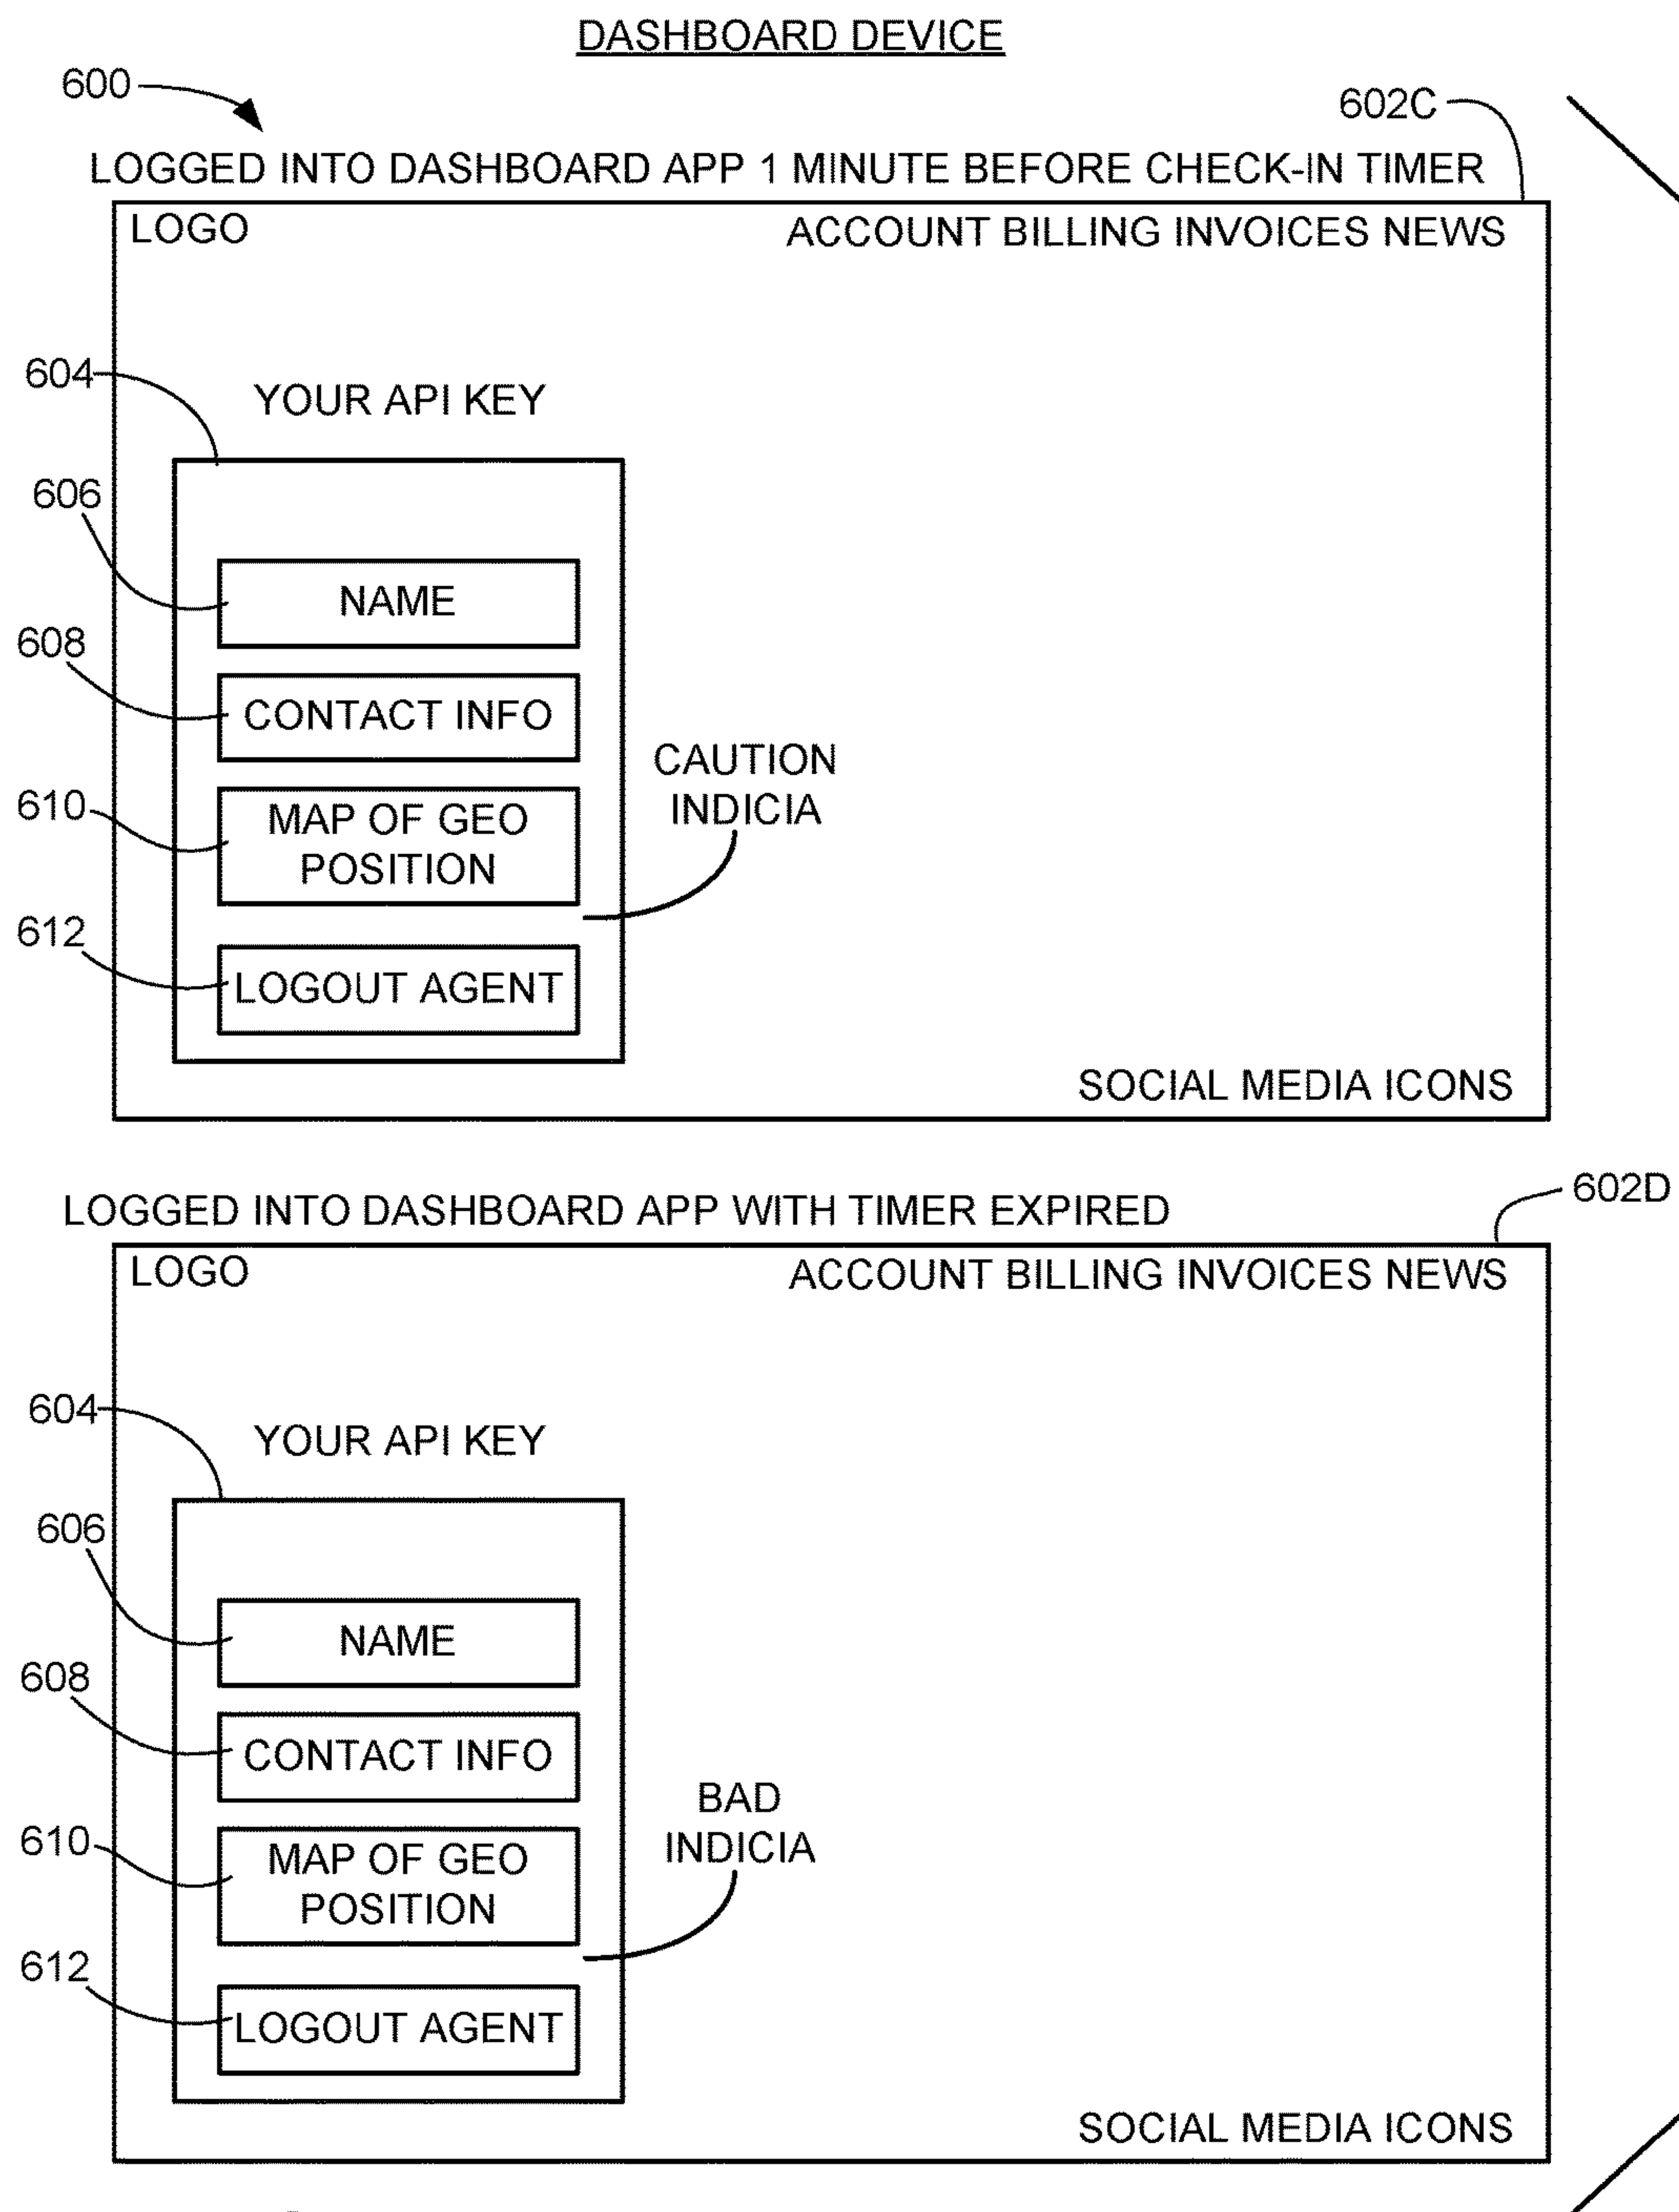 DASHBOARD DEVICE
600
602C
LOGGED INTO DASHBOARD APP 1 MINUTE BEFORE CHECK-IN TIMER
LOGO
ACCOUNT BILLING INVOICES NEWS
604
YOUR API KEY
606
NAME
608
CONTACT INFO
CAUTION
INDICIA
610
MAP OF GEO
POSITION
612
LOGOUT AGENT
SOCIAL MEDIA ICONS
602D
LOGGED INTO DASHBOARD APP WITH TIMER EXPIRED
LOGO
ACCOUNT BILLING INVOICES NEWS
604
YOUR API KEY
606
NAME
608
CONTACT INFO
BAD
INDICIA
610
MAP OF GEO
POSITION
612
LOGOUT AGENT
SOCIAL MEDIA ICONS